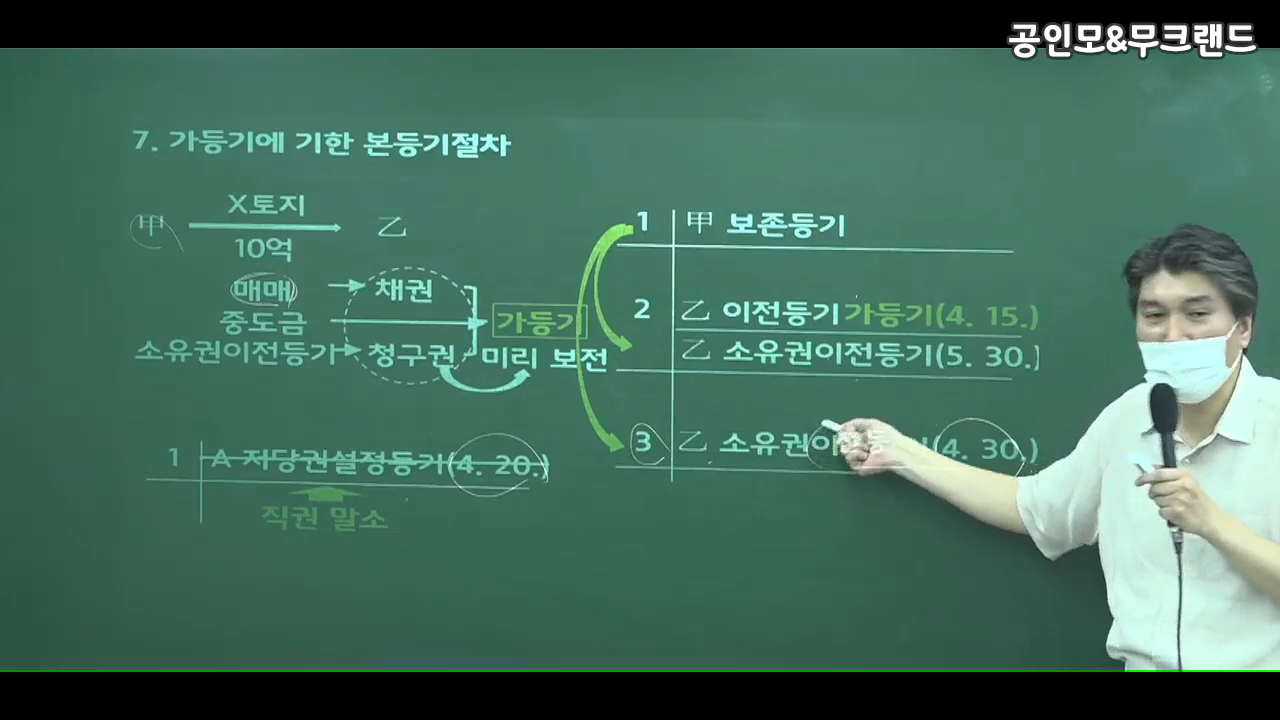 공인모&무크랜드
7. 가등기에 기한 본등기절차
甲 X토지 乙
10억
매매 채권
중도금 가등기
소유권이전등기 청구권 미리 보전
1 A 저당권설정등기(4. 20.)
직권 말소
1 甲 보존등기
2 乙 이전등기 가등기(4. 15.)
乙 소유권이전등기(5. 30.)
3 乙 소유권이전등기(4. 30.)